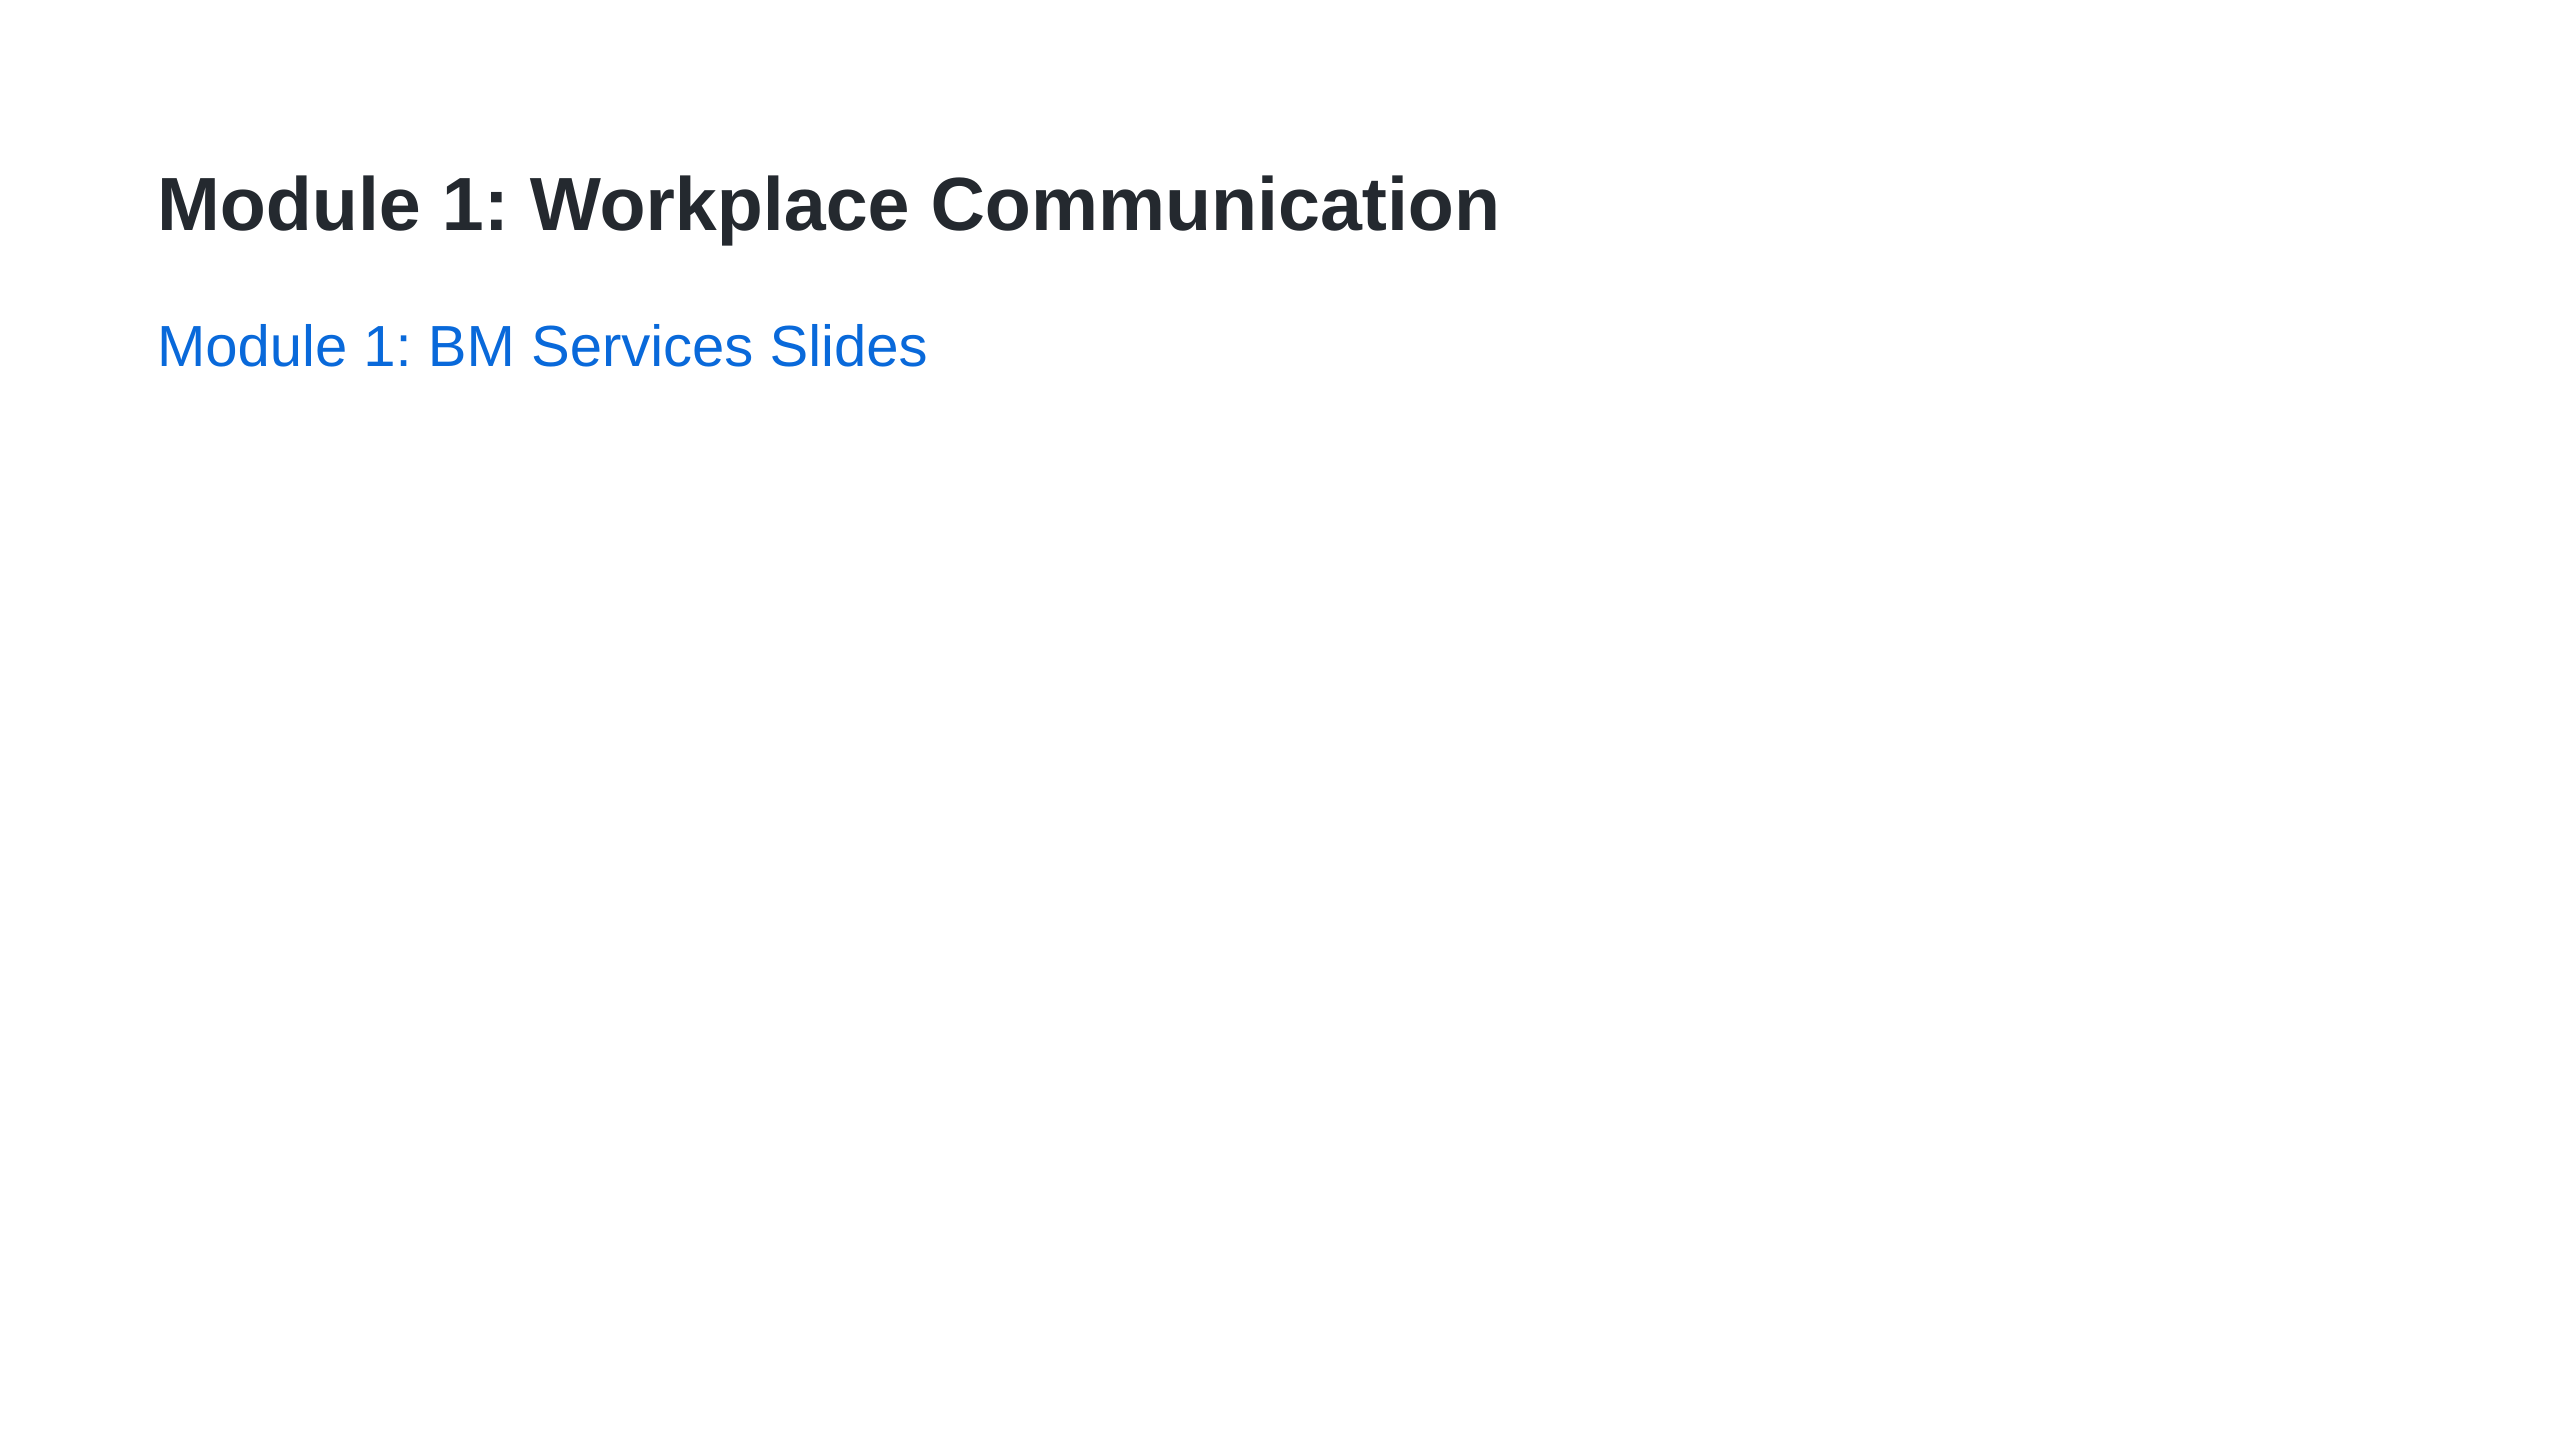 Module 1: Workplace Communication
Module 1: BM Services Slides